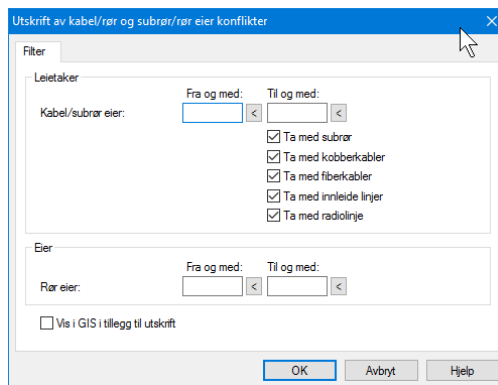 Utskrift av kabel/rør og subrør/rør eier konflikter
Filter
Leietaker
Fra og med: Til og med:
Kabel/subrør eier: < <
Ta med subrør
Ta med kobberkabler
Ta med fiberkabler
Ta med innleide linjer
Ta med radiolinje
Eier
Fra og med: Til og med:
Rør eier: < <
Vis i GIS i tillegg til utskrift
OK Avbryt Hjelp